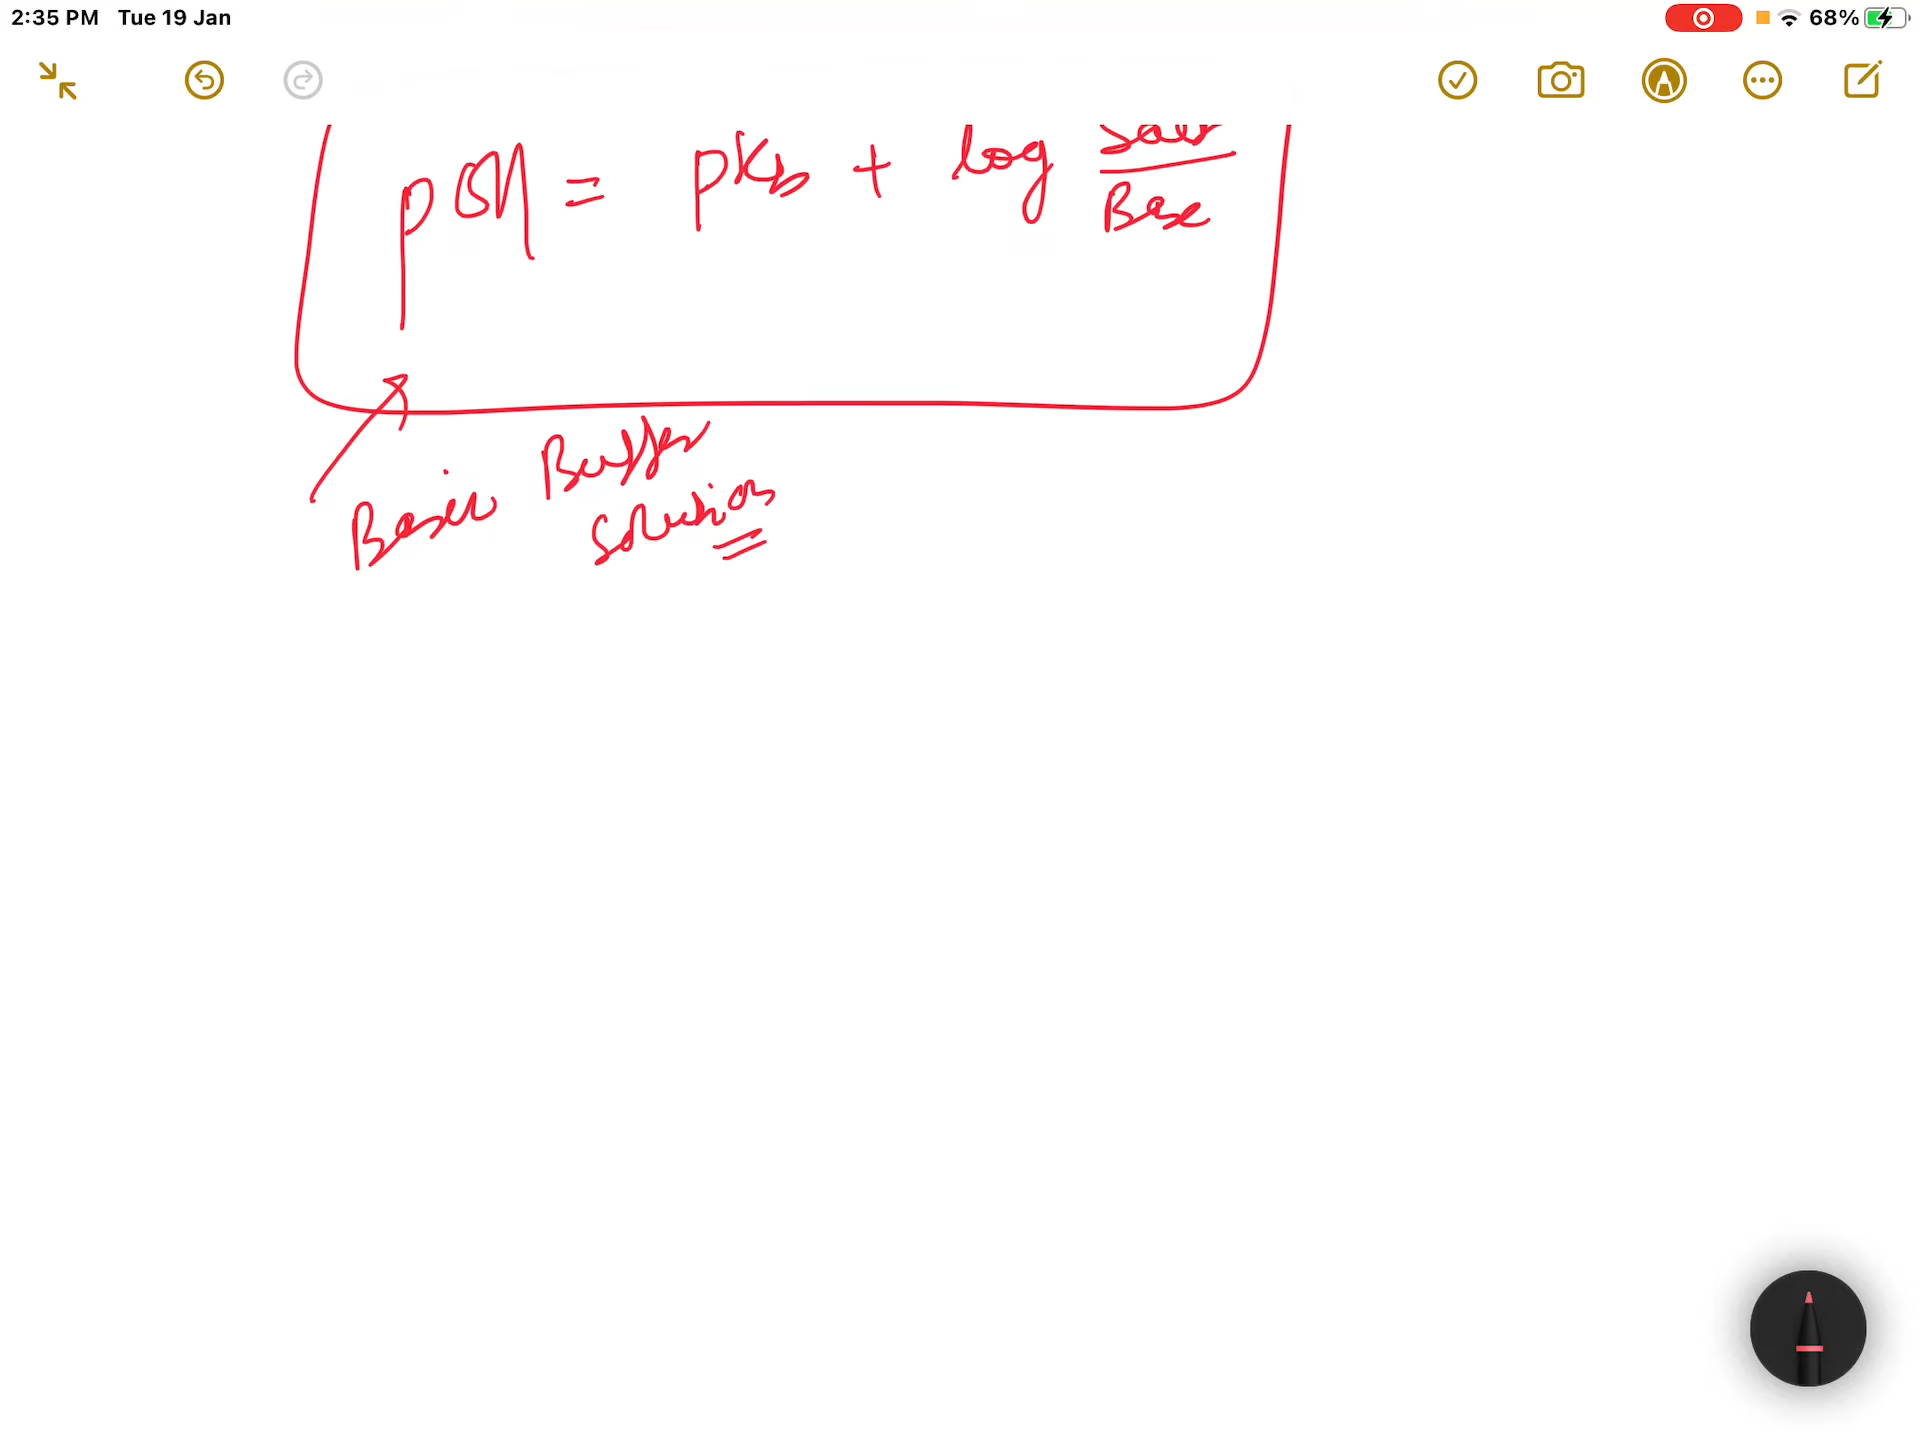 2:35 PM Tue 19 Jan 68%
pOH = pKb + log Salt/Base
Basic Buffer
Solution